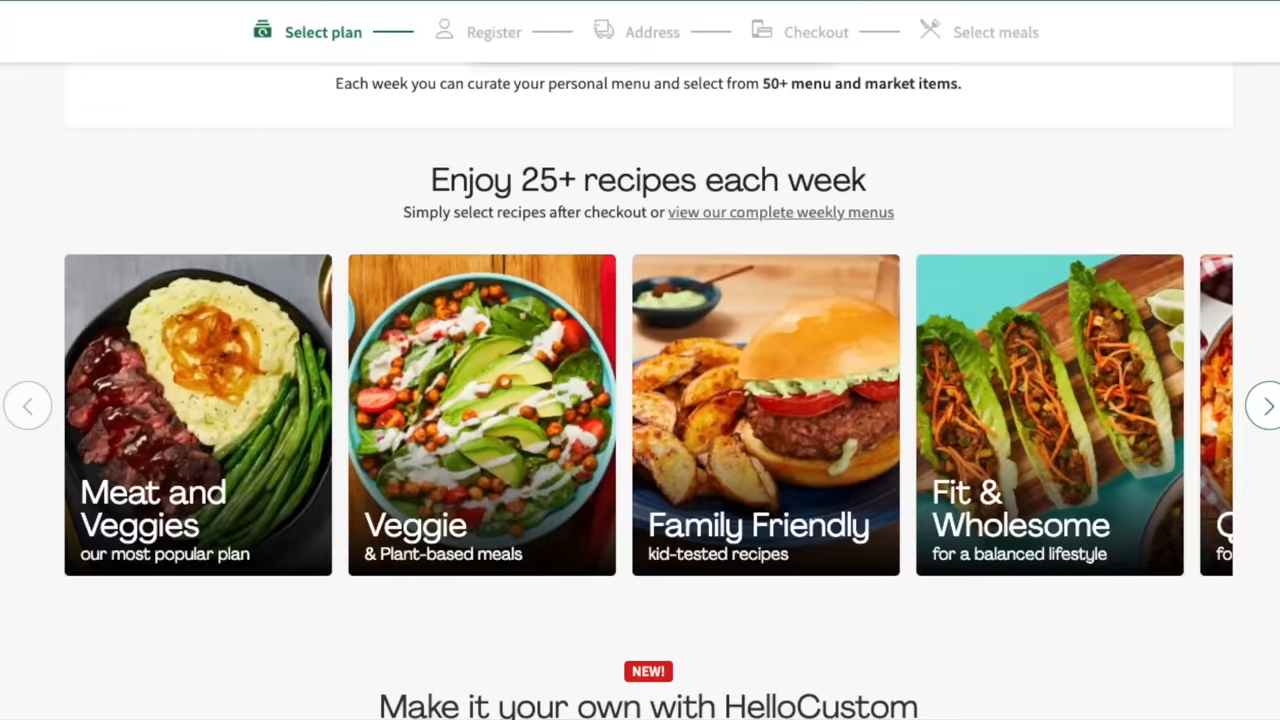 Select plan
Register
Address
Checkout
Select meals
Each week you can curate your personal menu and select from 50+ menu and market items.
Enjoy 25+ recipes each week
Simply select recipes after checkout or view our complete weekly menus
Meat and
Veggies
our most popular plan
Veggie
& Plant-based meals
Family Friendly
kid-tested recipes
Fit &
Wholesome
for a balanced lifestyle
NEW!
Make it your own with HelloCustom